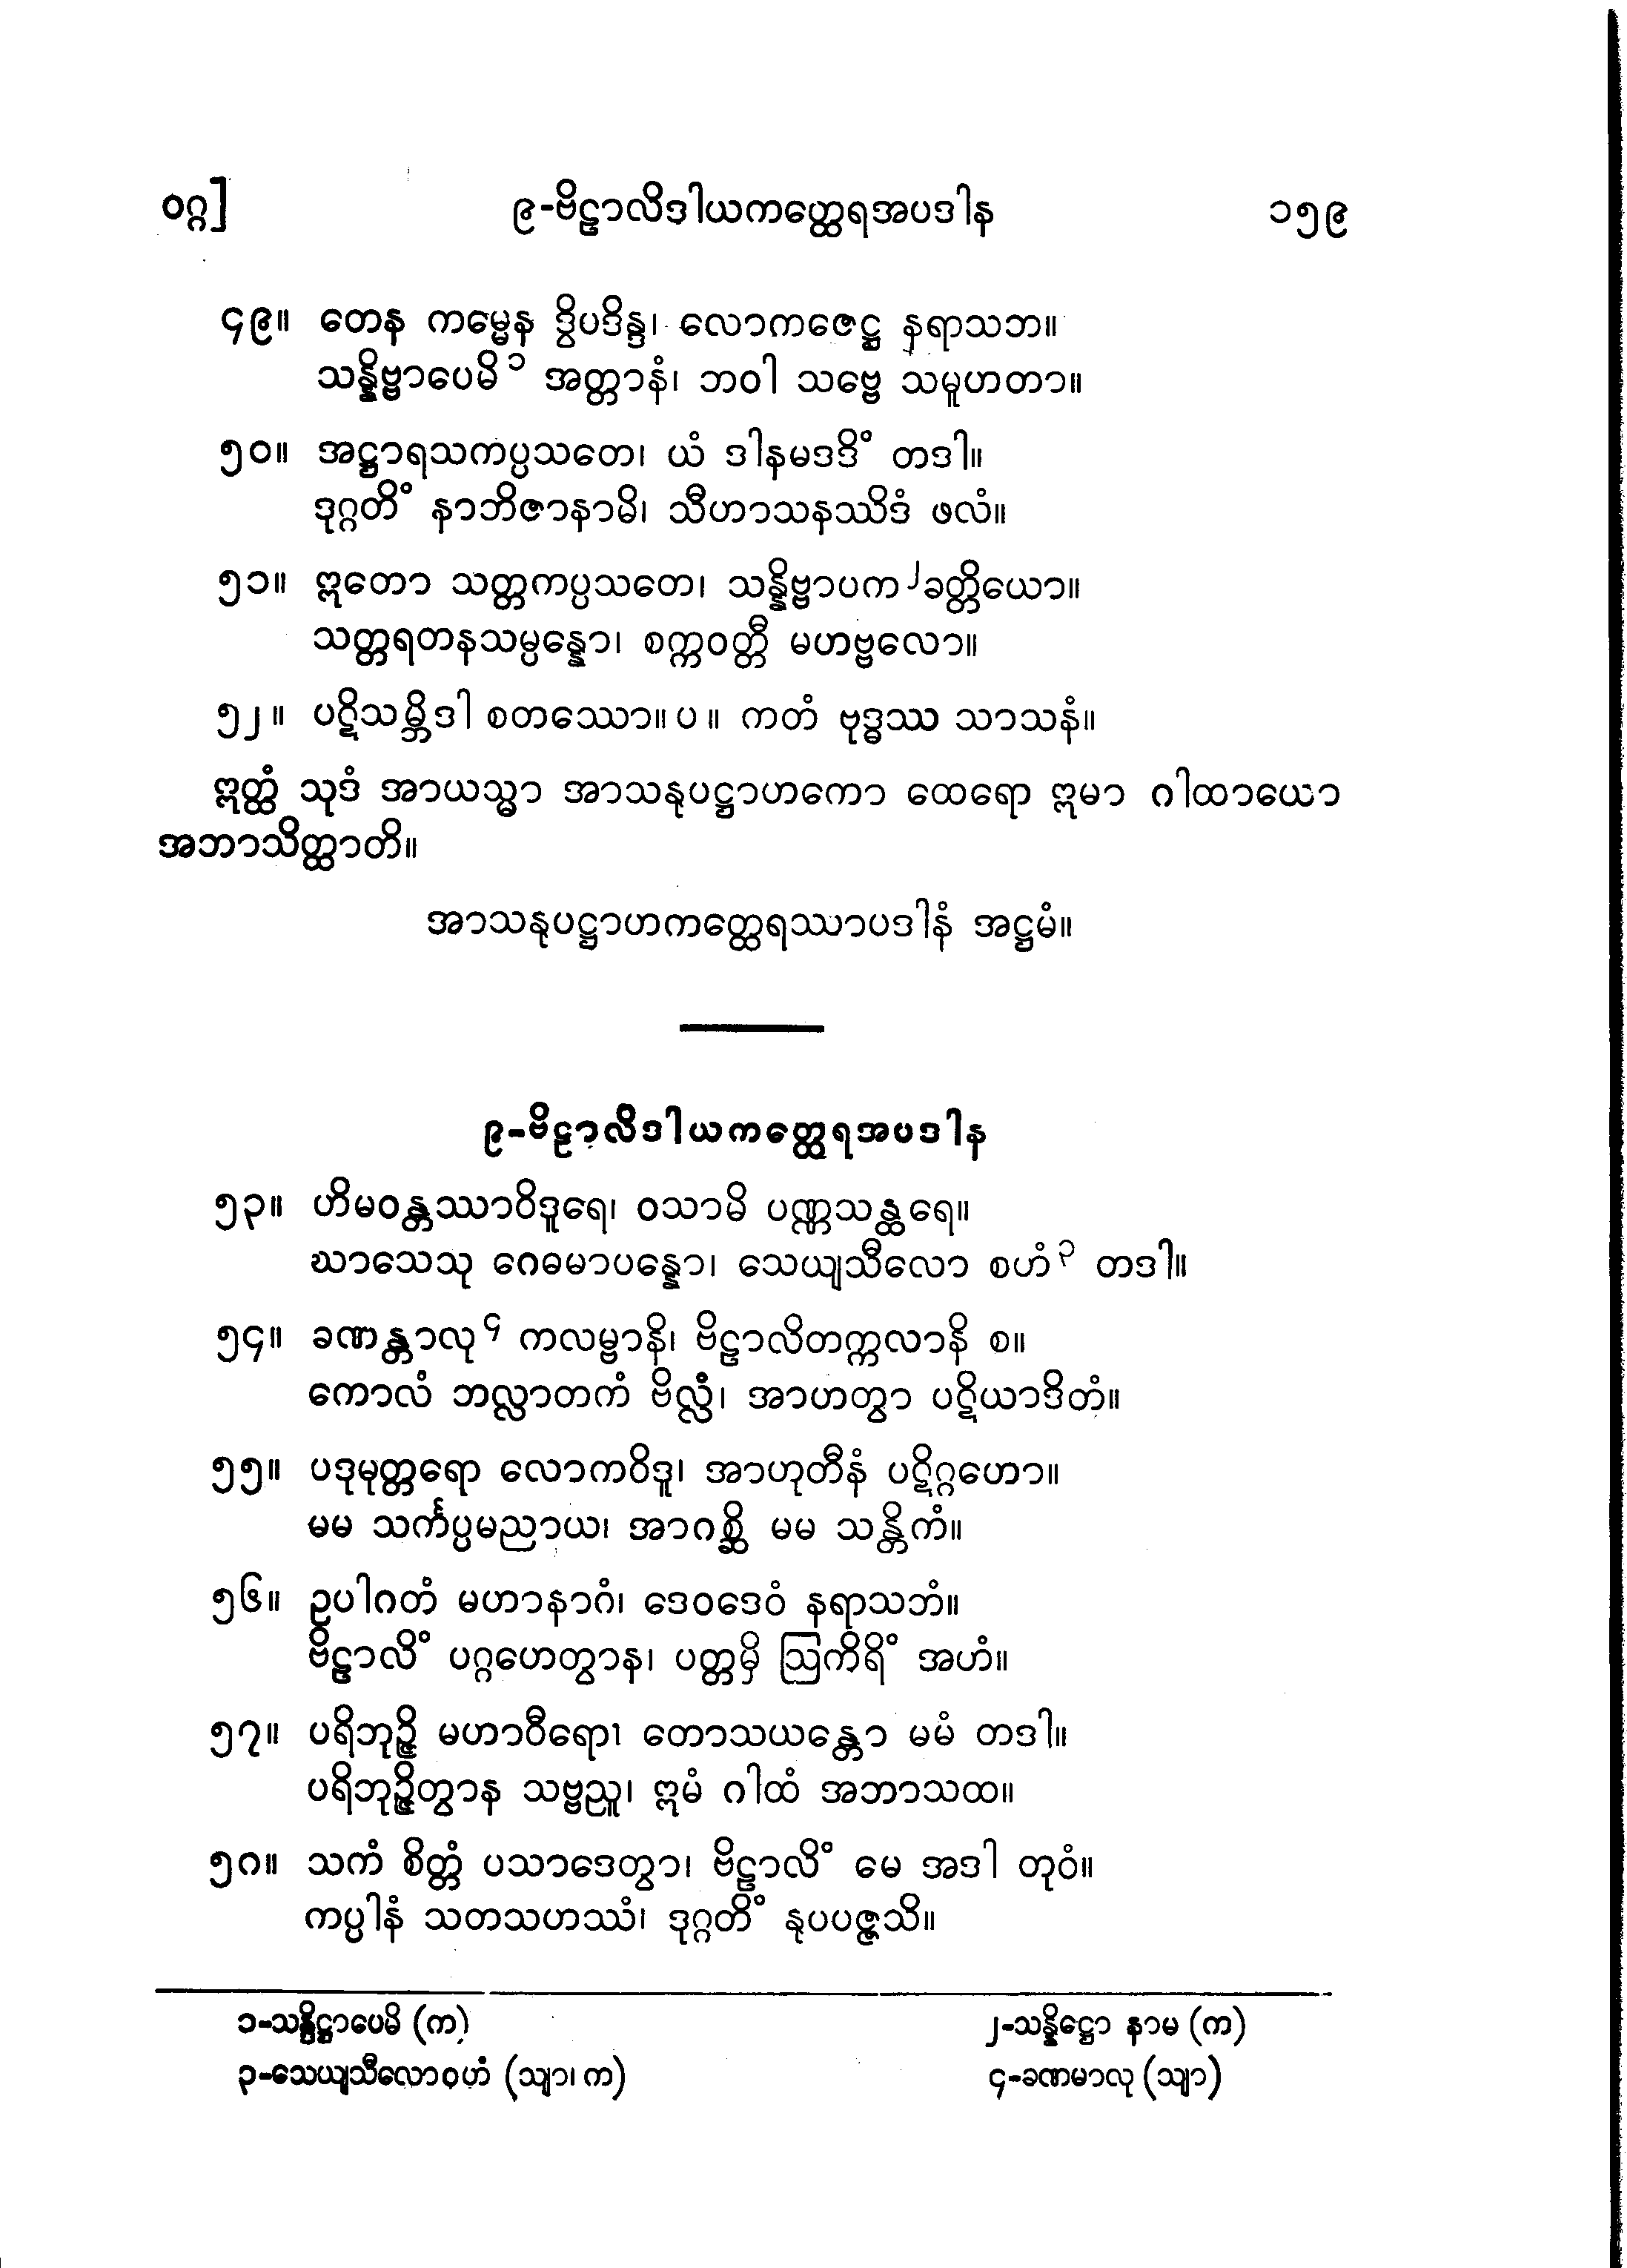 ဝဂ္ဂ] ၉-ဗိဠာလိဒါယကတ္ထေရအပဒါန ၁၅၉
၄၉။ တေန ကမ္မေန ဒွိပဒိန္ဒ၊ လောကဇေဋ္ဌ နရာသဘ။
သန္နိဗ္ဗာပေမိ၁ အတ္တာနံ၊ ဘဝါ သဗ္ဗေ သမူဟတာ။
၅၀။ အဋ္ဌာရသကပ္ပသတေ၊ ယံ ဒါနမဒဒိံ တဒါ။
ဒုဂ္ဂတိံ နာဘိဇာနာမိ၊ သီဟာသနဿိဒံ ဖလံ။
၅၁။ ဣတော သတ္တကပ္ပသတေ၊ သန္နိဗ္ဗာပက၂ခတ္တိယော။
သတ္တရတနသမ္ပန္နော၊ စက္ကဝတ္တီ မဟဗ္ဗလော။
၅၂။ ပဋိသမ္ဘိဒါ စတဿော။ပ။ ကတံ ဗုဒ္ဓဿ သာသနံ။
ဣတ္ထံ သုဒံ အာယသ္မာ အာသနုပဋ္ဌာဟကော ထေရော ဣမာ ဂါထာယော
အဘာသိတ္ထာတိ။
အာသနုပဋ္ဌာဟကတ္ထေရဿာပဒါနံ အဋ္ဌမံ။
၉-ဗိဠာလိဒါယကတ္ထေရအပဒါန
၅၃။ ဟိမဝန္တဿာဝိဒူရေ၊ ဝသာမိ ပဏ္ဏသန္ထရေ။
ဃာသေသု ဂေဓမာပန္နော၊ သေယျသီလော စဟံ၃ တဒါ။
၅၄။ ခဏန္တာလု၄ ကလမ္ဗာနိ၊ ဗိဠာလိတက္ကလာနိ စ။
ကောလံ ဘလ္လာတကံ ဗိလ္လံ၊ အာဟတွာ ပဋိယာဒိတံ။
၅၅။ ပဒုမုတ္တရော လောကဝိဒူ၊ အာဟုတီနံ ပဋိဂ္ဂဟော။
မမ သင်္ကပ္ပမညာယ၊ အာဂစ္ဆိ မမ သန္တိကံ။
၅၆။ ဥပါဂတံ မဟာနာဂံ၊ ဒေဝဒေဝံ နရာသဘံ။
ဗိဠာလိံ ပဂ္ဂဟေတွာန၊ ပတ္တမှိ ဩကိရိံ အဟံ။
၅၇။ ပရိဘုဉ္ဇိ မဟာဝီရော၊ တောသယန္တော မမံ တဒါ။
ပရိဘုဉ္ဇိတွာန သဗ္ဗညူ၊ ဣမံ ဂါထံ အဘာသထ။
၅၈။ သကံ စိတ္တံ ပသာဒေတွာ၊ ဗိဠာလိံ မေ အဒါ တုဝံ။
ကပ္ပါနံ သတသဟဿံ၊ ဒုဂ္ဂတိံ နုပပဇ္ဇသိ။
၁-သန္ဒိဋ္ဌာပေမိ (က) ၂-သန္နိဋ္ဌော နာမ (က)
၃-သေယျသီလောဝဟံ (သျာ၊ က) ၄-ခဏမာလု (သျာ)